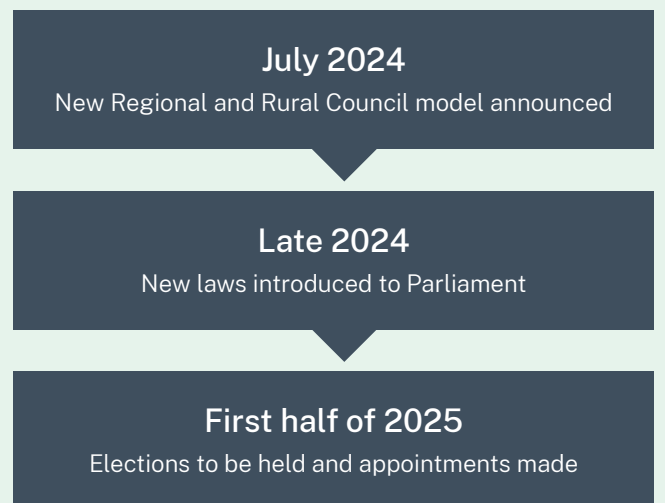 July 2024
New Regional and Rural Council model announced
Late 2024
New laws introduced to Parliament
First half of 2025
Elections to be held and appointments made